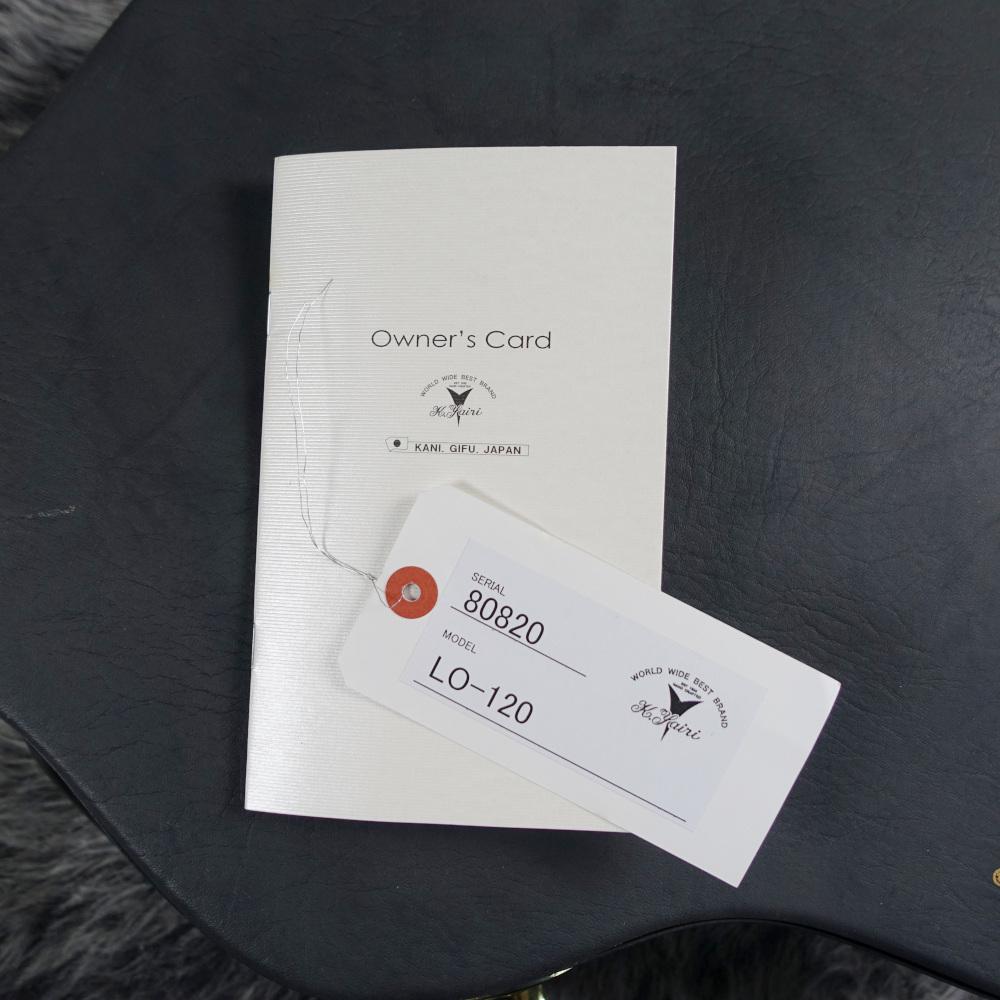 Owner's Card
WORLD WIDE BEST BRAND
K.Yairi
KANI, GIFU, JAPAN
SERIAL
80820
MODEL
LO-120
WORLD WIDE BEST BRAND
K.Yairi